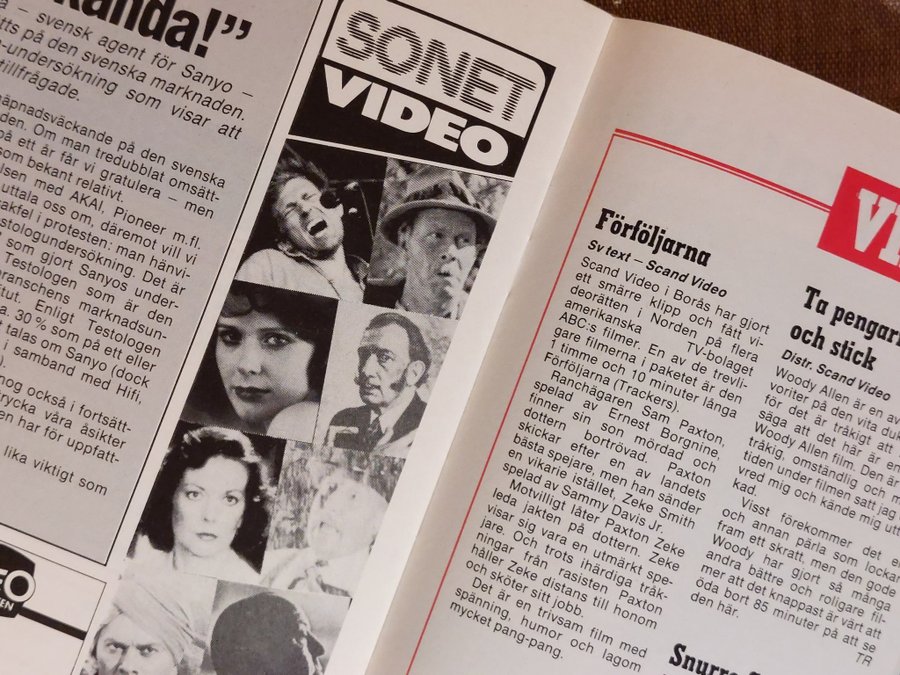 kanda!”
– svensk agent för Sanyo –
tts på den svenska marknaden.
-undersökning som visar att
tillfrågade.
häpnadsväckande på den svenska
den. Om man tredubblat omsätt-
på ett år får vi gratulera – men
som bekant relativt.
lsen med AKAI, Pioneer m.fl.
uttala oss om, däremot vill vi
akfel i protesten: man hänvi-
stologundersökning. Det är
som gjort Sanyos under-
Testologen som är den
ranschens marknadsun-
tut. Enligt Testologen
a. 30 % som på ett eller
t talas om Sanyo (dock
i samband med Hifi,
).
nog också i fortsätt-
trycka våra åsikter
n har för uppfatt-
lika viktigt som
EO
EN
SONET
VIDEO
VI
Förföljarna
Sv text – Scand Video
Scand Video i Borås har gjort
ett smärre klipp och fått vi-
deorätten i Norden på flera
amerikanska TV-bolaget
ABC:s filmer. En av de trevli-
gare filmerna i paketet är den
1 timme och 10 minuter långa
Förföljarna (Trackers).
Ranchägaren Sam Paxton,
spelad av Ernest Borgnine,
finner sin son mördad och
dottern bortrövad. Paxton
skickar efter en av landets
bästa spejare, men han sänder
en vikarie istället, Zeke Smith
spelad av Sammy Davis Jr.
Motvilligt låter Paxton Zeke
leda jakten på dottern. Zeke
visar sig vara en utmärkt spe-
jare. Och trots ihärdiga tråk-
ningar från rasisten Paxton
håller Zeke distans till honom
och sköter sitt jobb.
Det är en trivsam film med
spänning, humor och lagom
mycket pang-pang.
Ta pengarn
och stick
Distr. Scand Video
Woody Allen är en av
voriter på den vita duk
för det är tråkigt att
säga att det här är en
Woody Allen film. Den är
tråkig, omständlig och m
tiden under filmen satt jag
vred mig och kände mig utt
kad.
Visst förekommer det en
och annan pärla som lockar
fram ett skratt, men den gode
Woody har gjort så många
andra bättre och roligare fil-
mer att det knappast är värt att
öda bort 85 minuter på att se
den här.
TR
Snurre